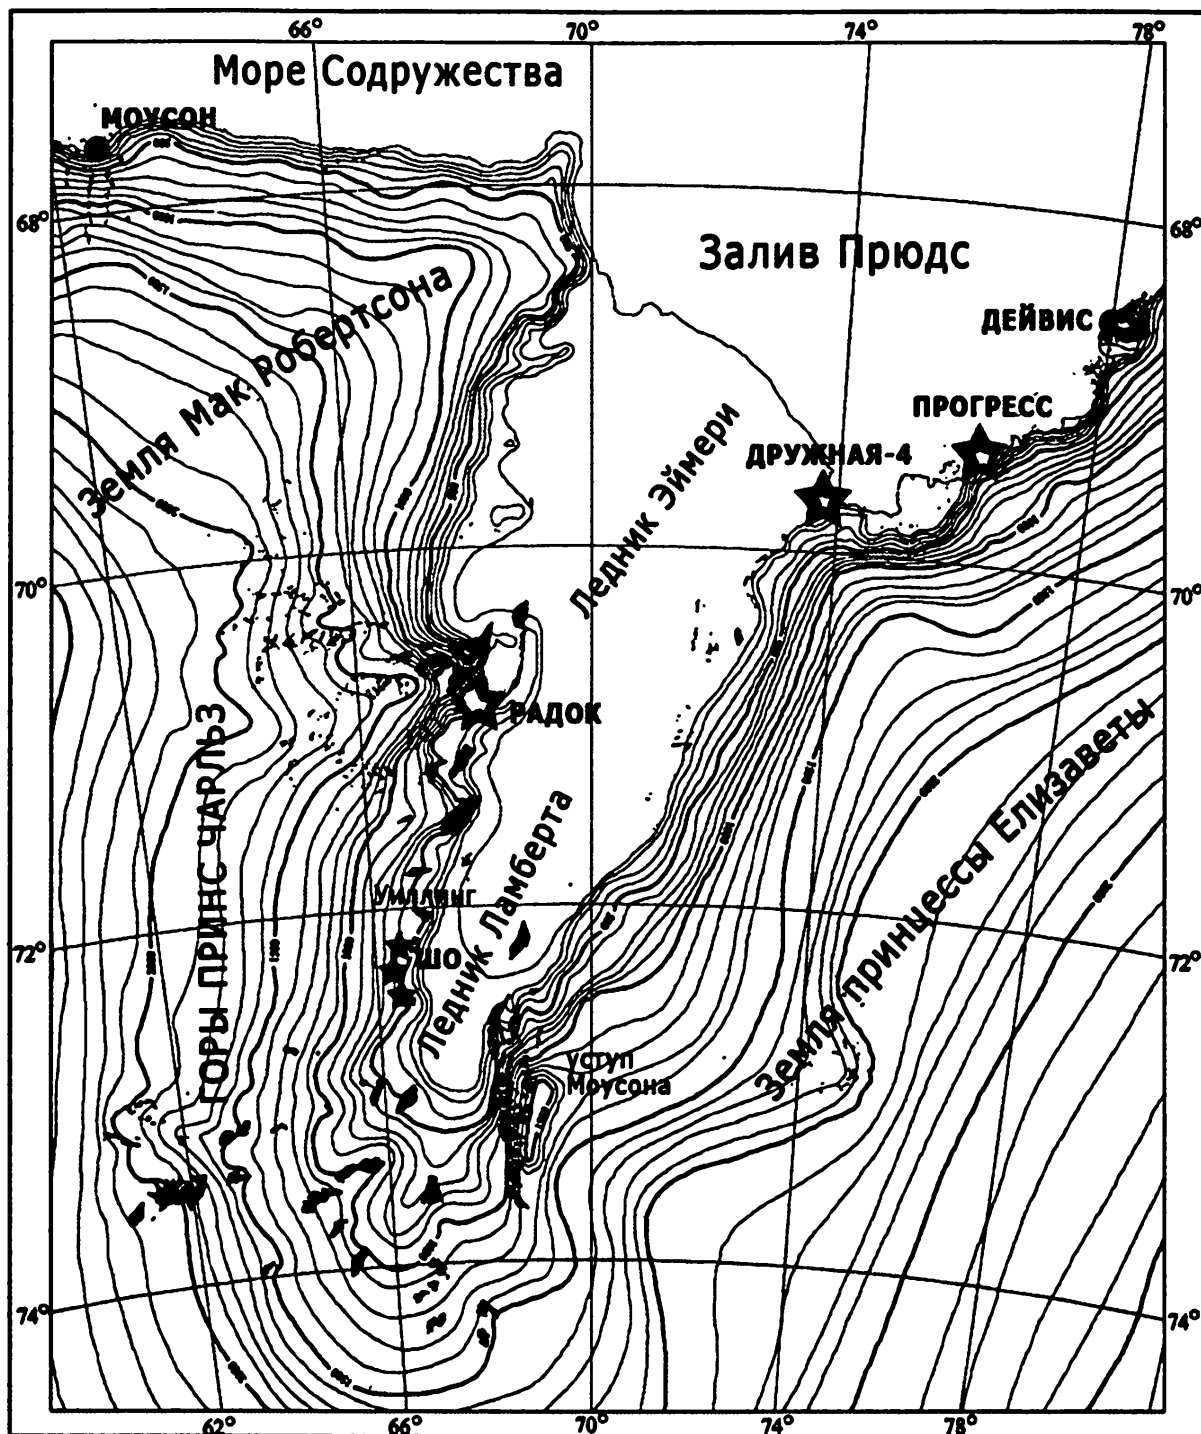 66° 70° 74° 78°
Море Содружества
МОУСОН
68°
68°
Залив Прюдс
ДЕЙВИС
Земля Мак. Робертсона
ПРОГРЕСС
ДРУЖНАЯ-4
Ледник Эймери
70°
70°
РАДОК
ГОРЫ ПРИНС ЧАРЛЬЗ
Земля принцессы Елизаветы
Уиллинг
ШО
Ледник Ламберта
72°
72°
уступ
Моусона
74°
74°
62° 66° 70° 74° 78°